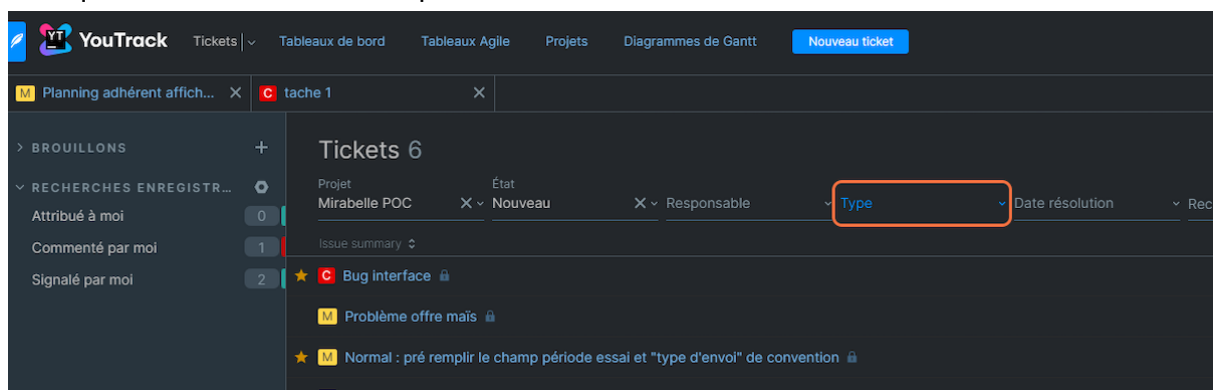 YT YouTrack Tickets Tableaux de bord Tableaux Agile Projets Diagrammes de Gantt Nouveau ticket
M Planning adhérent affich... C tache 1
BROUILLONS
RECHERCHES ENREGISTR...
Attribué à moi 0
Commenté par moi 1
Signalé par moi 2
Tickets 6
Projet État
Mirabelle POC Nouveau Responsable Type Date résolution Rec
Issue summary
C Bug interface
M Problème offre maïs
M Normal : pré remplir le champ période essai et "type d'envoi" de convention